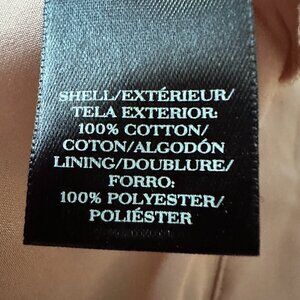 SHELL/EXTÉRIEUR/
TELA EXTERIOR:
100% COTTON/
COTON/ALGODÓN
LINING/DOUBLURE/
FORRO:
100% POLYESTER/
POLIÉSTER